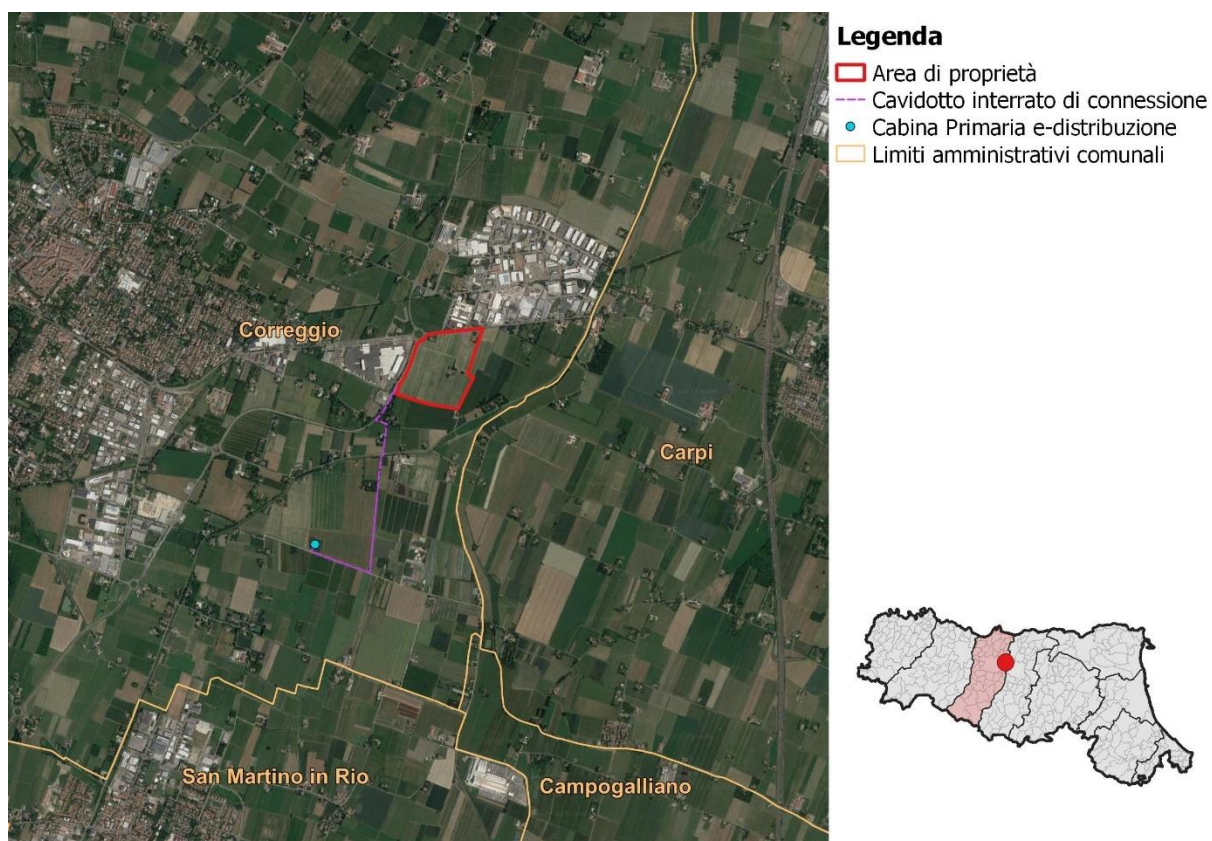 Legenda
Area di proprietà
Cavidotto interrato di connessione
Cabina Primaria e-distribuzione
Limiti amministrativi comunali
Correggio
Carpi
San Martino in Rio
Campogalliano